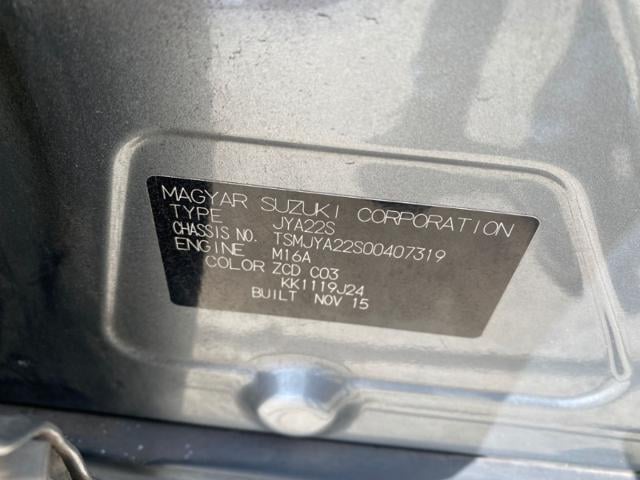 MAGYAR SUZUKI CORPORATION
TYPE JYA22S
CHASSIS NO. TSMJYA22S00407319
ENGINE M16A
COLOR ZCD C03
KK1119J24
BUILT NOV 15